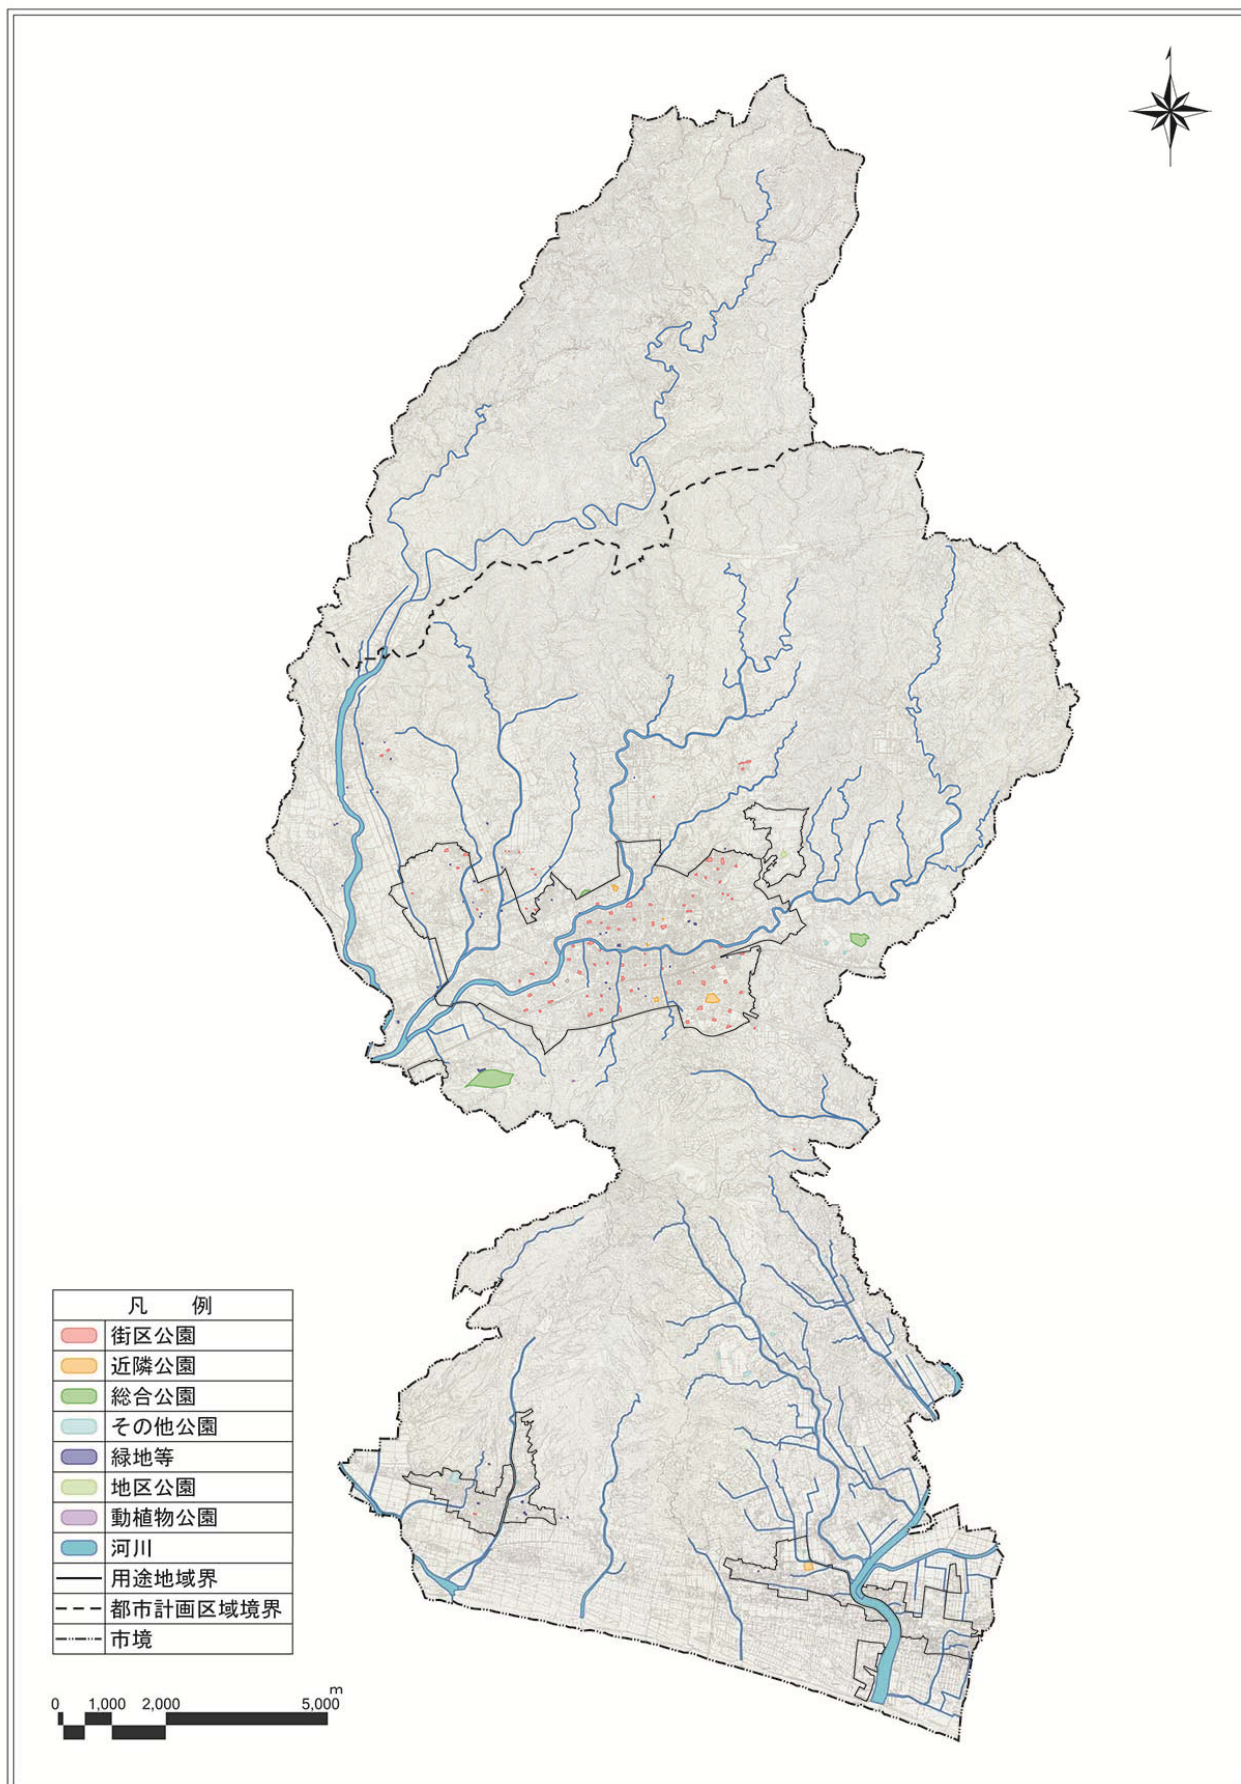 凡 例
街区公園
近隣公園
総合公園
その他公園
緑地等
地区公園
動植物公園
河川
用途地域界
都市計画区域境界
市境
0 1,000 2,000 5,000 m